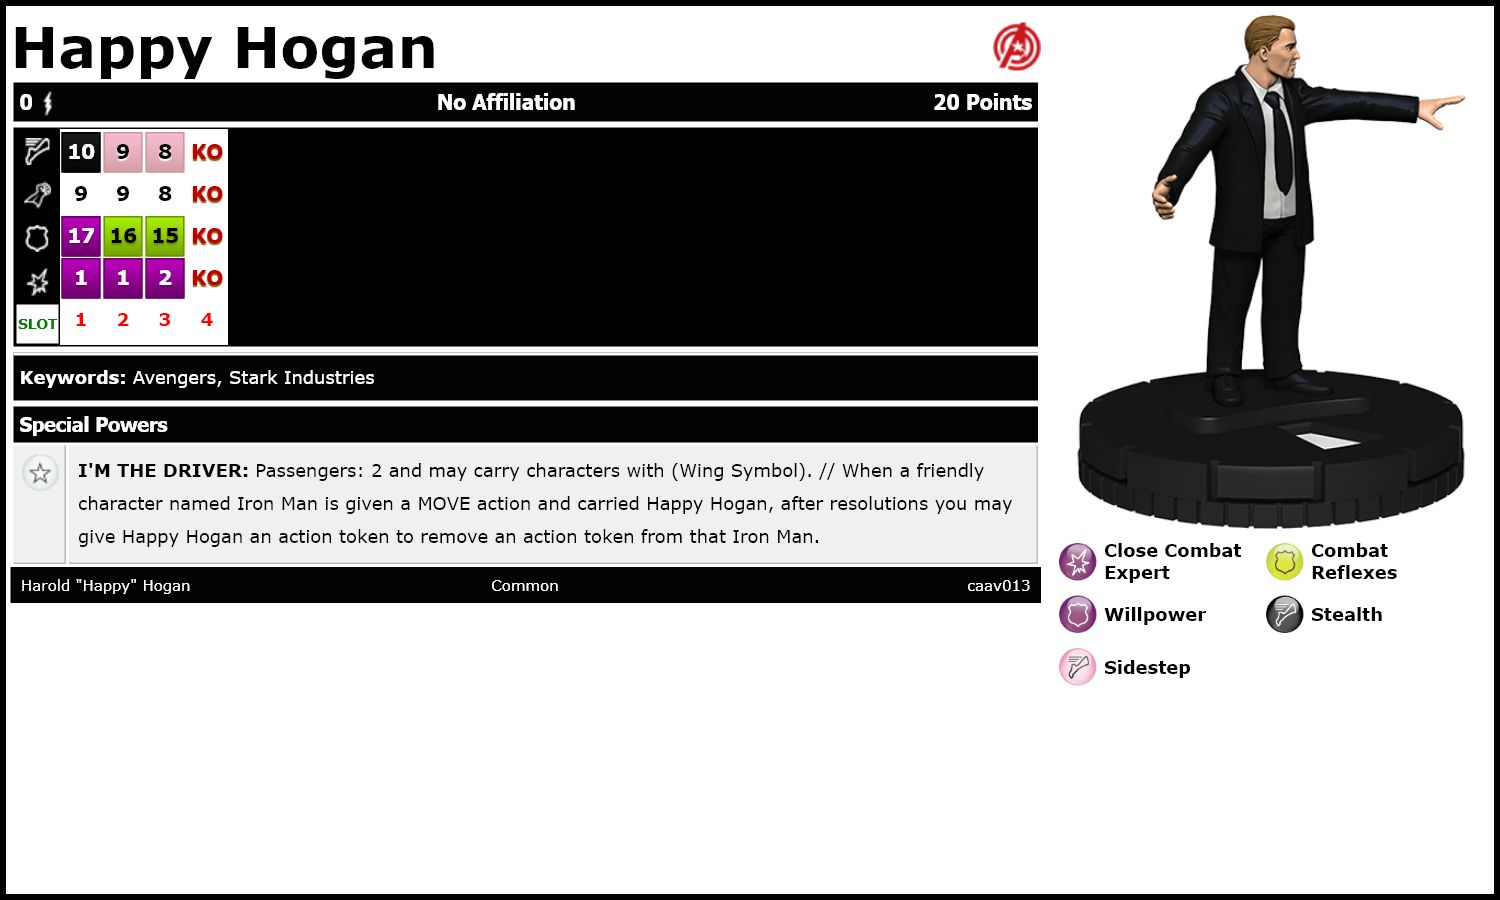 Happy Hogan
0 No Affiliation 20 Points
10 9 8 KO
9 9 8 KO
17 16 15 KO
1 1 2 KO
SLOT 1 2 3 4
Keywords: Avengers, Stark Industries
Special Powers
I'M THE DRIVER: Passengers: 2 and may carry characters with (Wing Symbol). // When a friendly
character named Iron Man is given a MOVE action and carried Happy Hogan, after resolutions you may
give Happy Hogan an action token to remove an action token from that Iron Man.
Harold "Happy" Hogan Common caav013
Close Combat
Expert
Combat
Reflexes
Willpower
Stealth
Sidestep